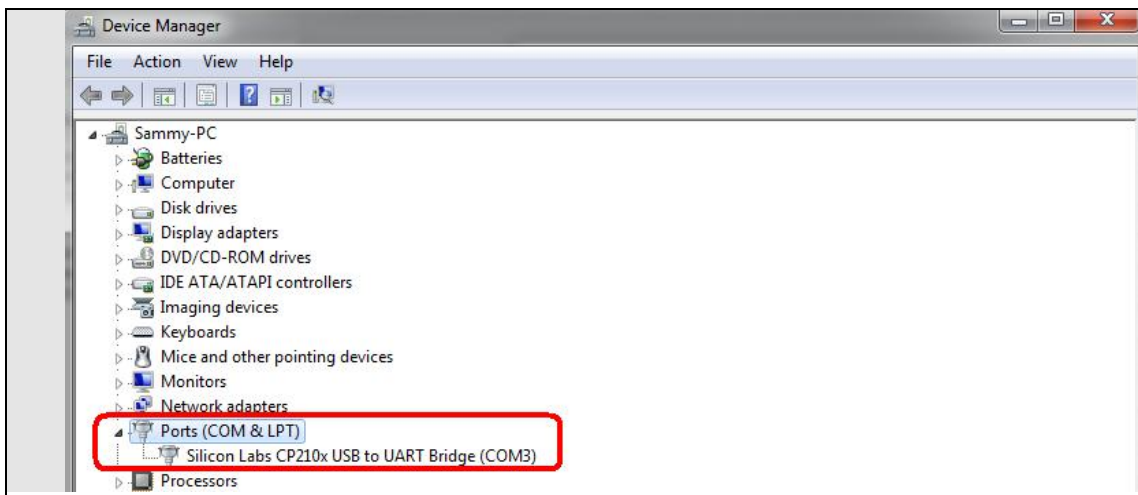 Device Manager
File Action View Help
Sammy-PC
Batteries
Computer
Disk drives
Display adapters
DVD/CD-ROM drives
IDE ATA/ATAPI controllers
Imaging devices
Keyboards
Mice and other pointing devices
Monitors
Network adapters
Ports (COM & LPT)
Silicon Labs CP210x USB to UART Bridge (COM3)
Processors